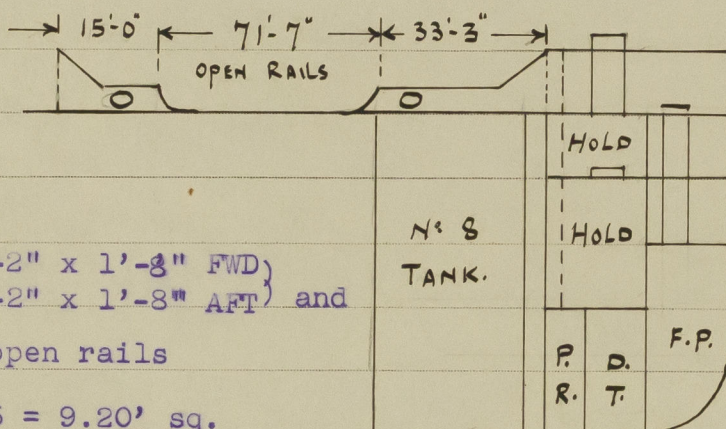 15'-0" 71'-7" 33'-3"
OPEN RAILS
HOLD
Nº 8 HOLD
TANK.
-2" x 1'-8" FWD)
-2" x 1'-8" AFT) and
open rails
P. D. F.P.
R. T.
= 9.20' sq.